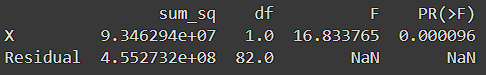 sum_sq df F PR(>F)
X 9.346294e+07 1.0 16.833765 0.000096
Residual 4.552732e+08 82.0 NaN NaN